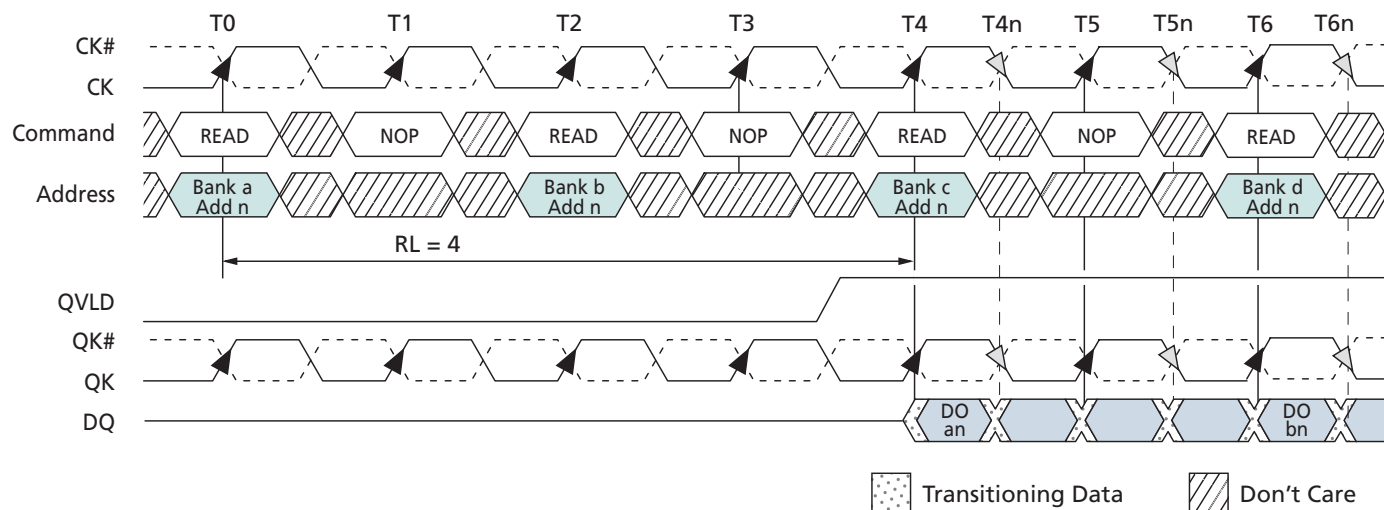 T0 T1 T2 T3 T4 T4n T5 T5n T6 T6n
CK#
CK
Command READ NOP READ NOP READ NOP READ
Address Bank a Add n Bank b Add n Bank c Add n Bank d Add n
RL = 4
QVLD
QK#
QK
DQ DO an DO bn
Transitioning Data Don't Care